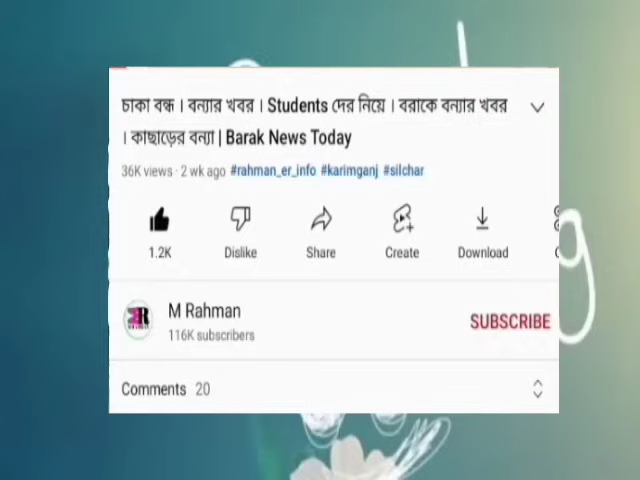 চাকা বন্ধ । বন্যার খবর । Students দের নিয়ে । বরাকে বন্যার খবর
। কাছাড়ের বন্যা | Barak News Today
36K views · 2 wk ago #rahman_er_info #karimganj #silchar
1.2K Dislike Share Create Download
M Rahman
116K subscribers
SUBSCRIBE
Comments 20